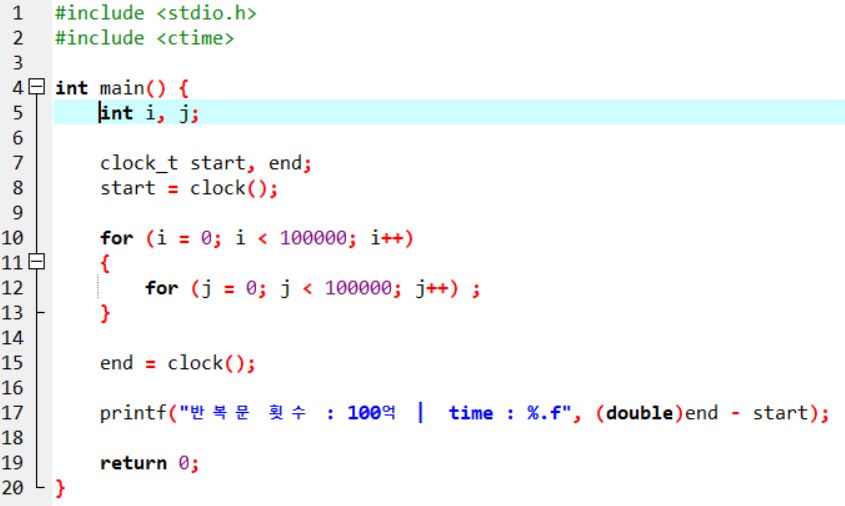 1 #include <stdio.h>
2 #include <ctime>
3
4 int main() {
5 int i, j;
6
7 clock_t start, end;
8 start = clock();
9
10 for (i = 0; i < 100000; i++)
11 {
12 for (j = 0; j < 100000; j++) ;
13 }
14
15 end = clock();
16
17 printf("반복문 횟수 : 100억 | time : %.f", (double)end - start);
18
19 return 0;
20 }